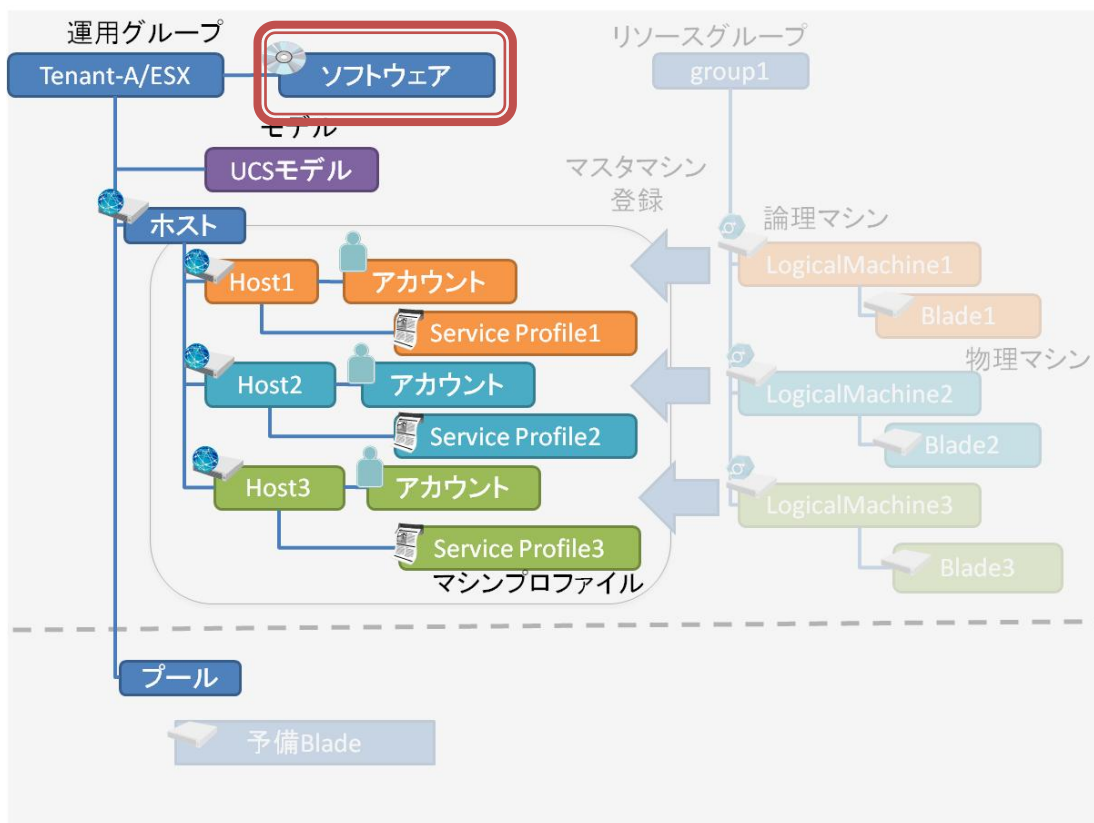 運用グループ
Tenant-A/ESX
ソフトウェア
モデル
UCSモデル
ホスト
Host1
アカウント
Service Profile1
Host2
アカウント
Service Profile2
Host3
アカウント
Service Profile3
マシンプロファイル
リソースグループ
group1
マスタマシン
登録
論理マシン
LogicalMachine1
Blade1
物理マシン
LogicalMachine2
Blade2
LogicalMachine3
Blade3
プール
予備Blade